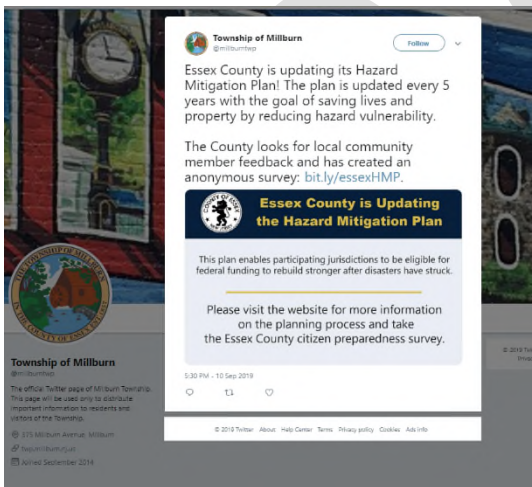 Township of Millburn
@millburntwp
Follow
Essex County is updating its Hazard
Mitigation Plan! The plan is updated every 5
years with the goal of saving lives and
property by reducing hazard vulnerability.
The County looks for local community
member feedback and has created an
anonymous survey: bit.ly/essexHMP.
Essex County is Updating
the Hazard Mitigation Plan
This plan enables participating jurisdictions to be eligible for
federal funding to rebuild stronger after disasters have struck.
Please visit the website for more information
on the planning process and take
the Essex County citizen preparedness survey.
5:30 PM - 10 Sep 2019
© 2019 Twitter About Help Center Terms Privacy policy Cookies Ads info
Township of Millburn
@millburntwp
The official Twitter page of Millburn Township.
This page will be used only to distribute
important information to residents and
visitors of the Township.
375 Millburn Avenue, Millburn
Joined September 2014
© 2019 Tw